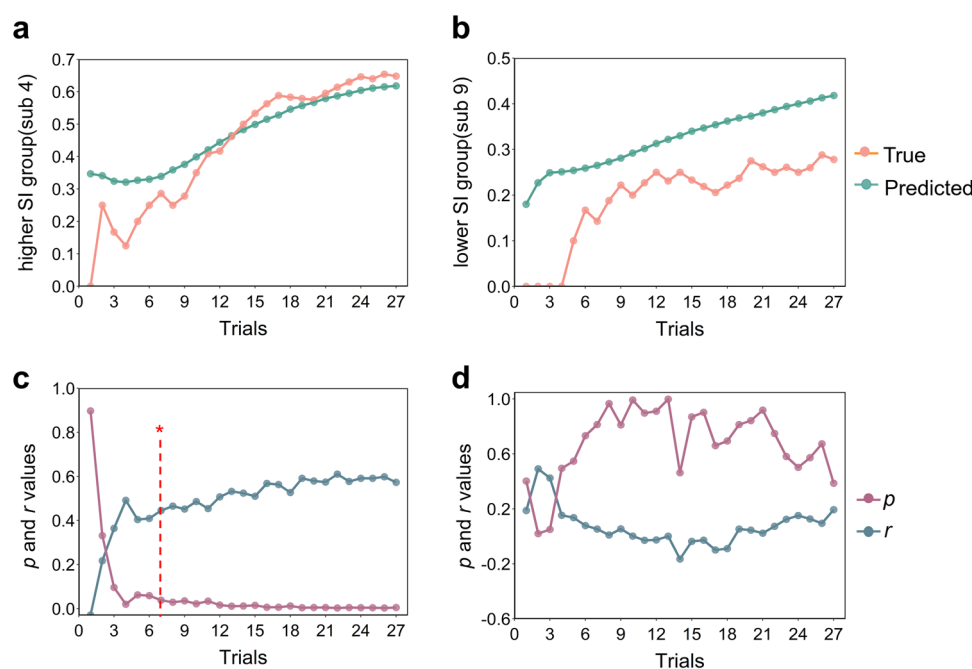 a
higher SI group(sub 4)
0.7
0.6
0.5
0.4
0.3
0.2
0.1
0.0
0 3 6 9 12 15 18 21 24 27
Trials
b
lower SI group(sub 9)
0.5
0.4
0.3
0.2
0.1
0.0
0 3 6 9 12 15 18 21 24 27
Trials
True
Predicted
c
p and r values
1.0
0.8
0.6
0.4
0.2
0.0
*
0 3 6 9 12 15 18 21 24 27
Trials
d
p and r values
1.0
0.6
0.2
-0.2
-0.6
0 3 6 9 12 15 18 21 24 27
Trials
p
r